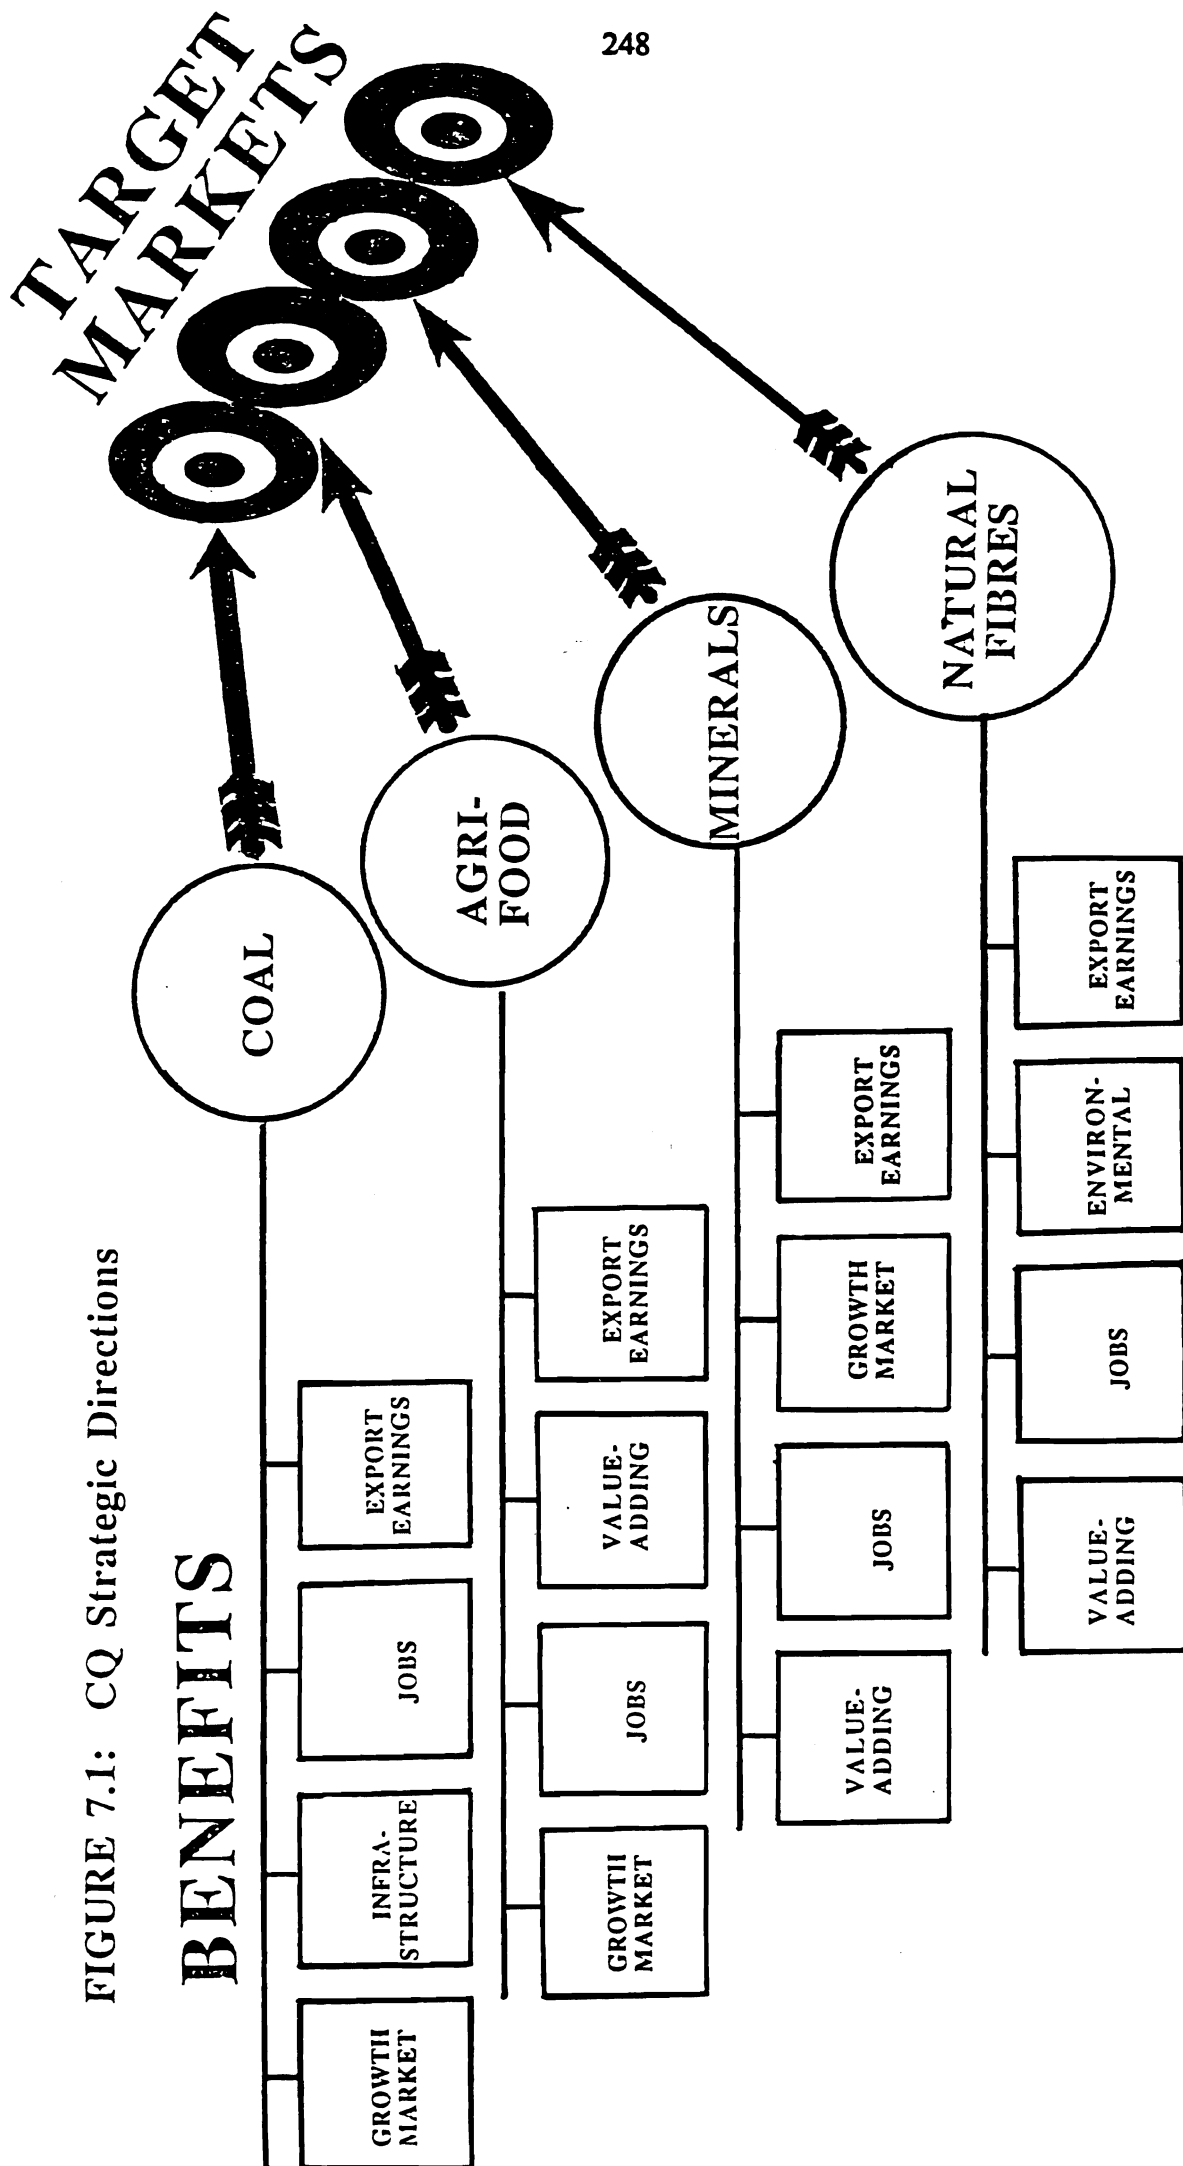 248
FIGURE 7.1: CQ Strategic Directions
BENEFITS
TARGET
MARKETS
COAL
GROWTH
MARKET
INFRA-
STRUCTURE
JOBS
EXPORT
EARNINGS
AGRI-
FOOD
GROWTH
MARKET
JOBS
VALUE-
ADDING
EXPORT
EARNINGS
MINERALS
VALUE-
ADDING
JOBS
GROWTH
MARKET
EXPORT
EARNINGS
NATURAL
FIBRES
VALUE-
ADDING
JOBS
ENVIRON-
MENTAL
EXPORT
EARNINGS